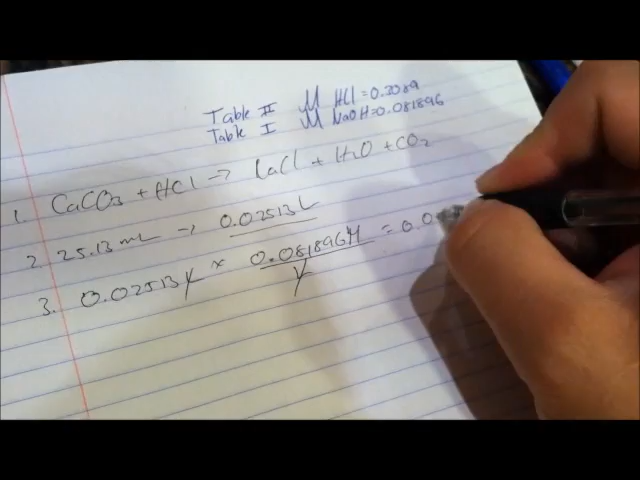 Table II M HCl = 0.3089
Table I M NaOH = 0.081896
1. CaCO3 + HCl → CaCl + H2O + CO2
2. 25.13 mL → 0.02513 L
3. 0.02513 L × 0.081896 M = 0.0
L